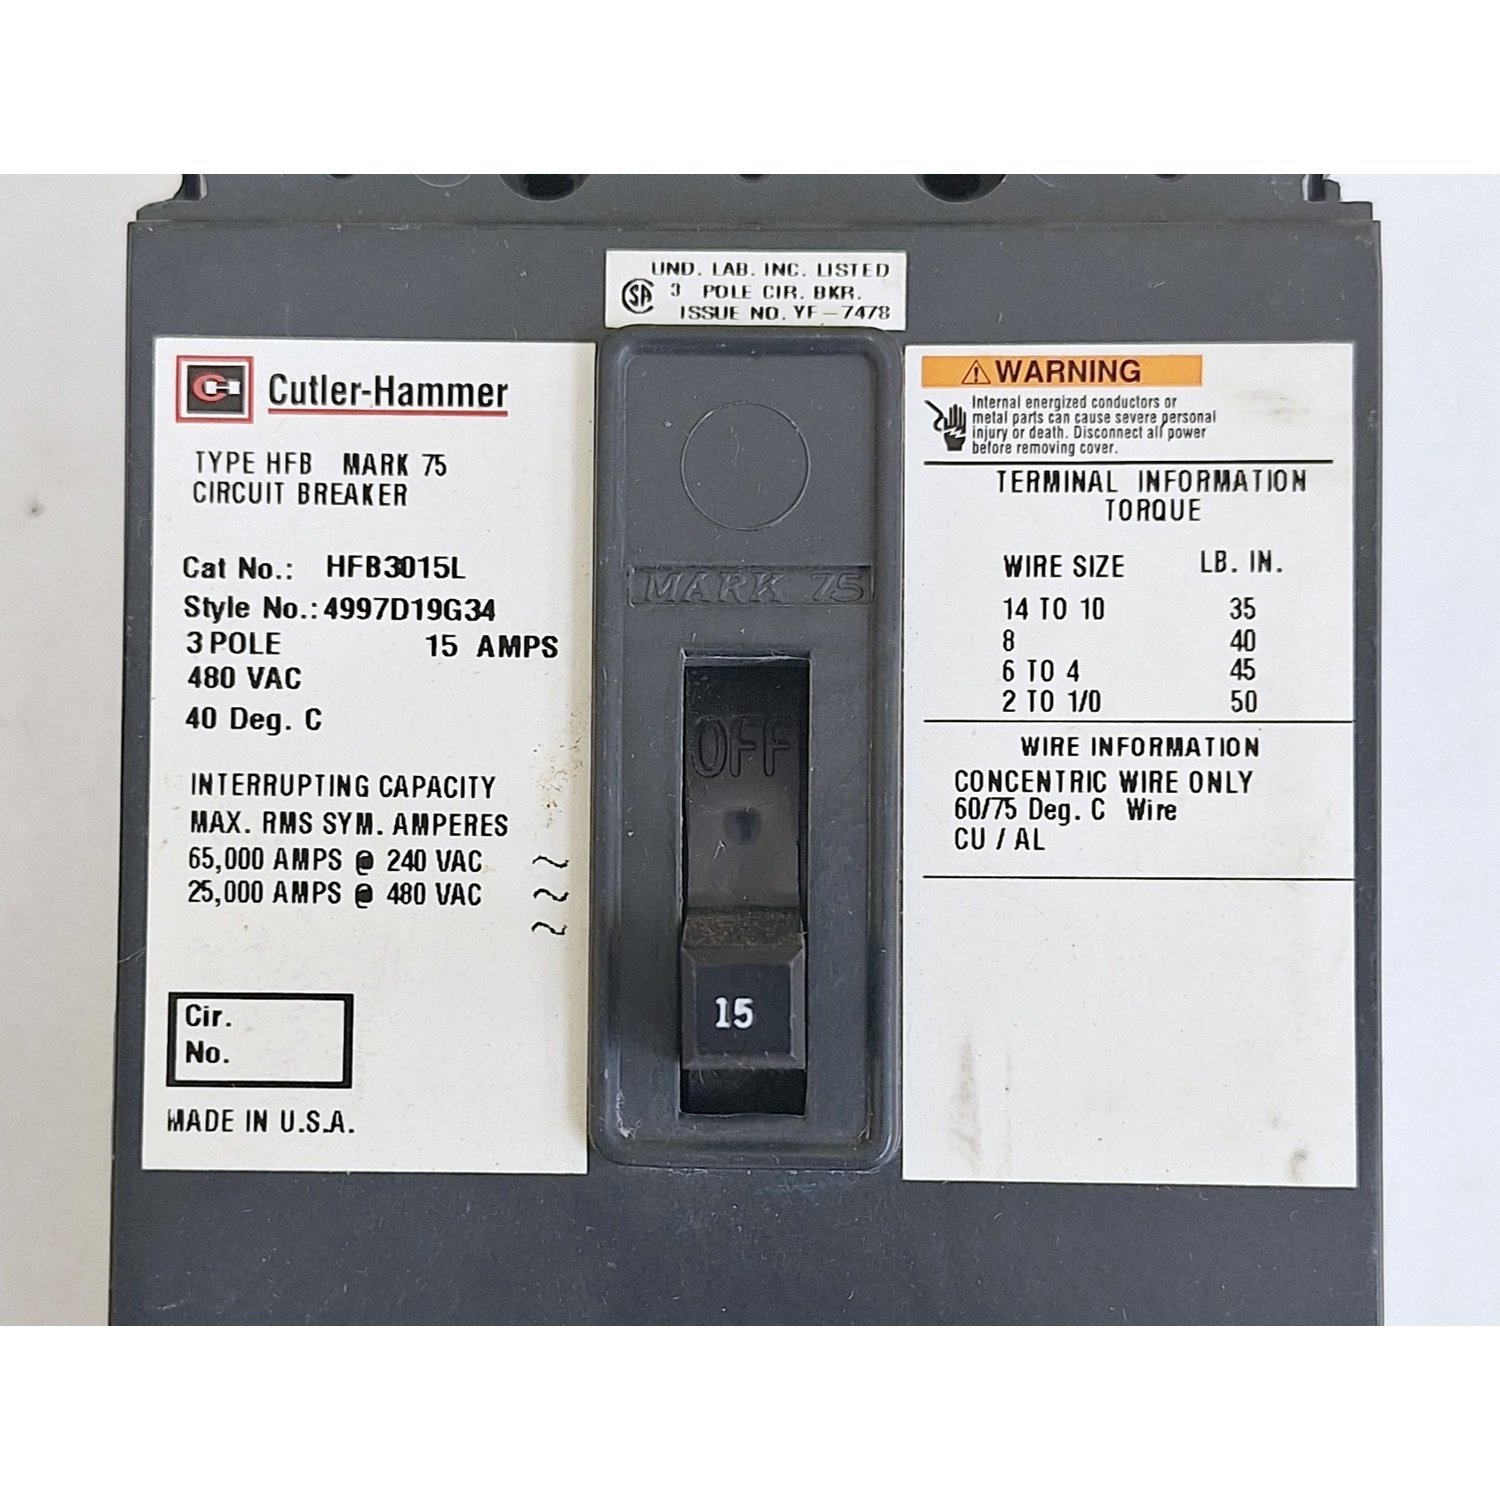 UND. LAB. INC. LISTED
SA 3 POLE CIR. BKR.
ISSUE NO. YF-7478
CH Cutler-Hammer
TYPE HFB MARK 75
CIRCUIT BREAKER
Cat No.: HFB3015L
Style No.: 4997D19G34
3 POLE 15 AMPS
480 VAC
40 Deg. C
INTERRUPTING CAPACITY
MAX. RMS SYM. AMPERES
65,000 AMPS @ 240 VAC
25,000 AMPS @ 480 VAC
Cir.
No.
MADE IN U.S.A.
MARK 75
OFF
15
WARNING
Internal energized conductors or
metal parts can cause severe personal
injury or death. Disconnect all power
before removing cover.
TERMINAL INFORMATION
TORQUE
WIRE SIZE LB. IN.
14 TO 10 35
8 40
6 TO 4 45
2 TO 1/0 50
WIRE INFORMATION
CONCENTRIC WIRE ONLY
60/75 Deg. C Wire
CU / AL